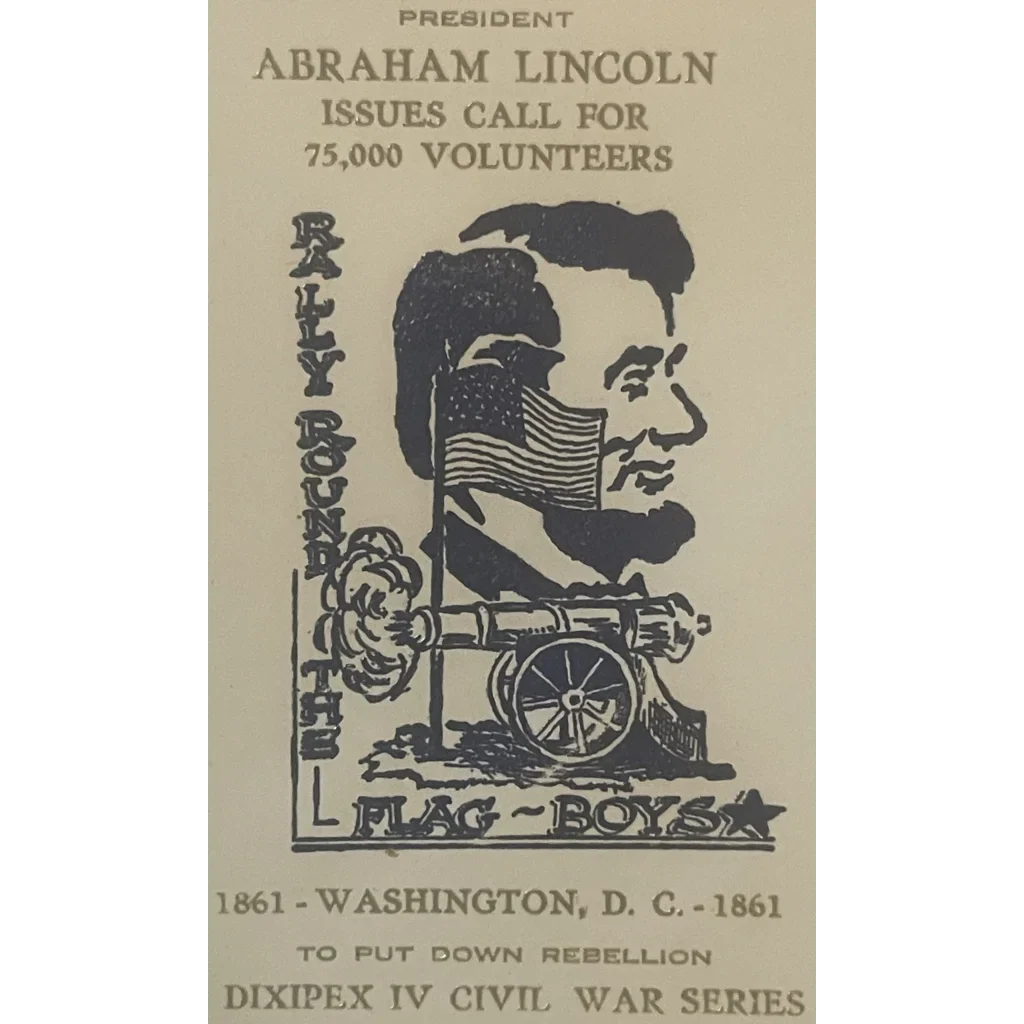 PRESIDENT
ABRAHAM LINCOLN
ISSUES CALL FOR
75,000 VOLUNTEERS
RALLY ROUND THE
FLAG ~ BOYS
1861 - WASHINGTON, D. C. - 1861
TO PUT DOWN REBELLION
DIXIPEX IV CIVIL WAR SERIES